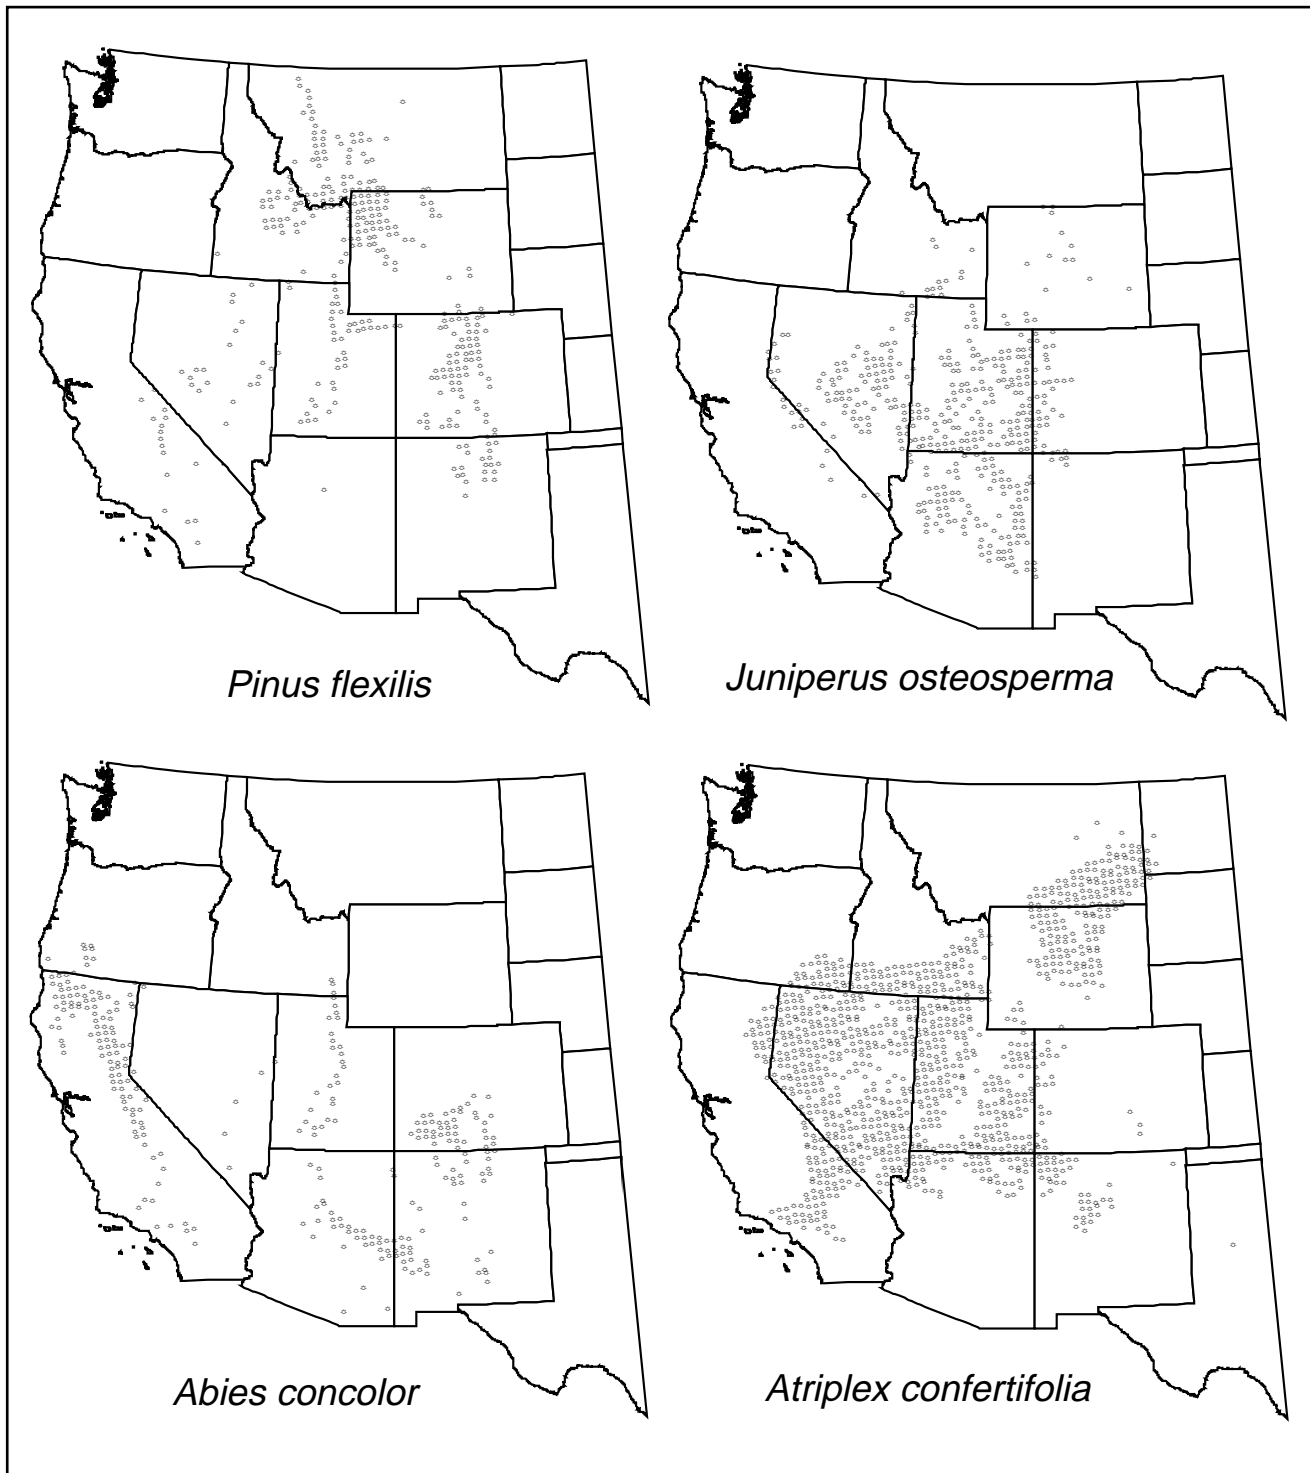 Pinus flexilis
Juniperus osteosperma
Abies concolor
Atriplex confertifolia